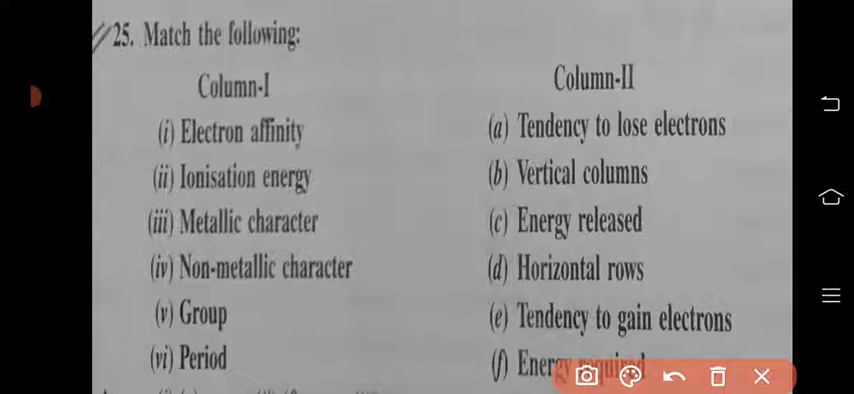 25. Match the following:
Column-I
(i) Electron affinity
(ii) Ionisation energy
(iii) Metallic character
(iv) Non-metallic character
(v) Group
(vi) Period
Column-II
(a) Tendency to lose electrons
(b) Vertical columns
(c) Energy released
(d) Horizontal rows
(e) Tendency to gain electrons
(f) Energy required